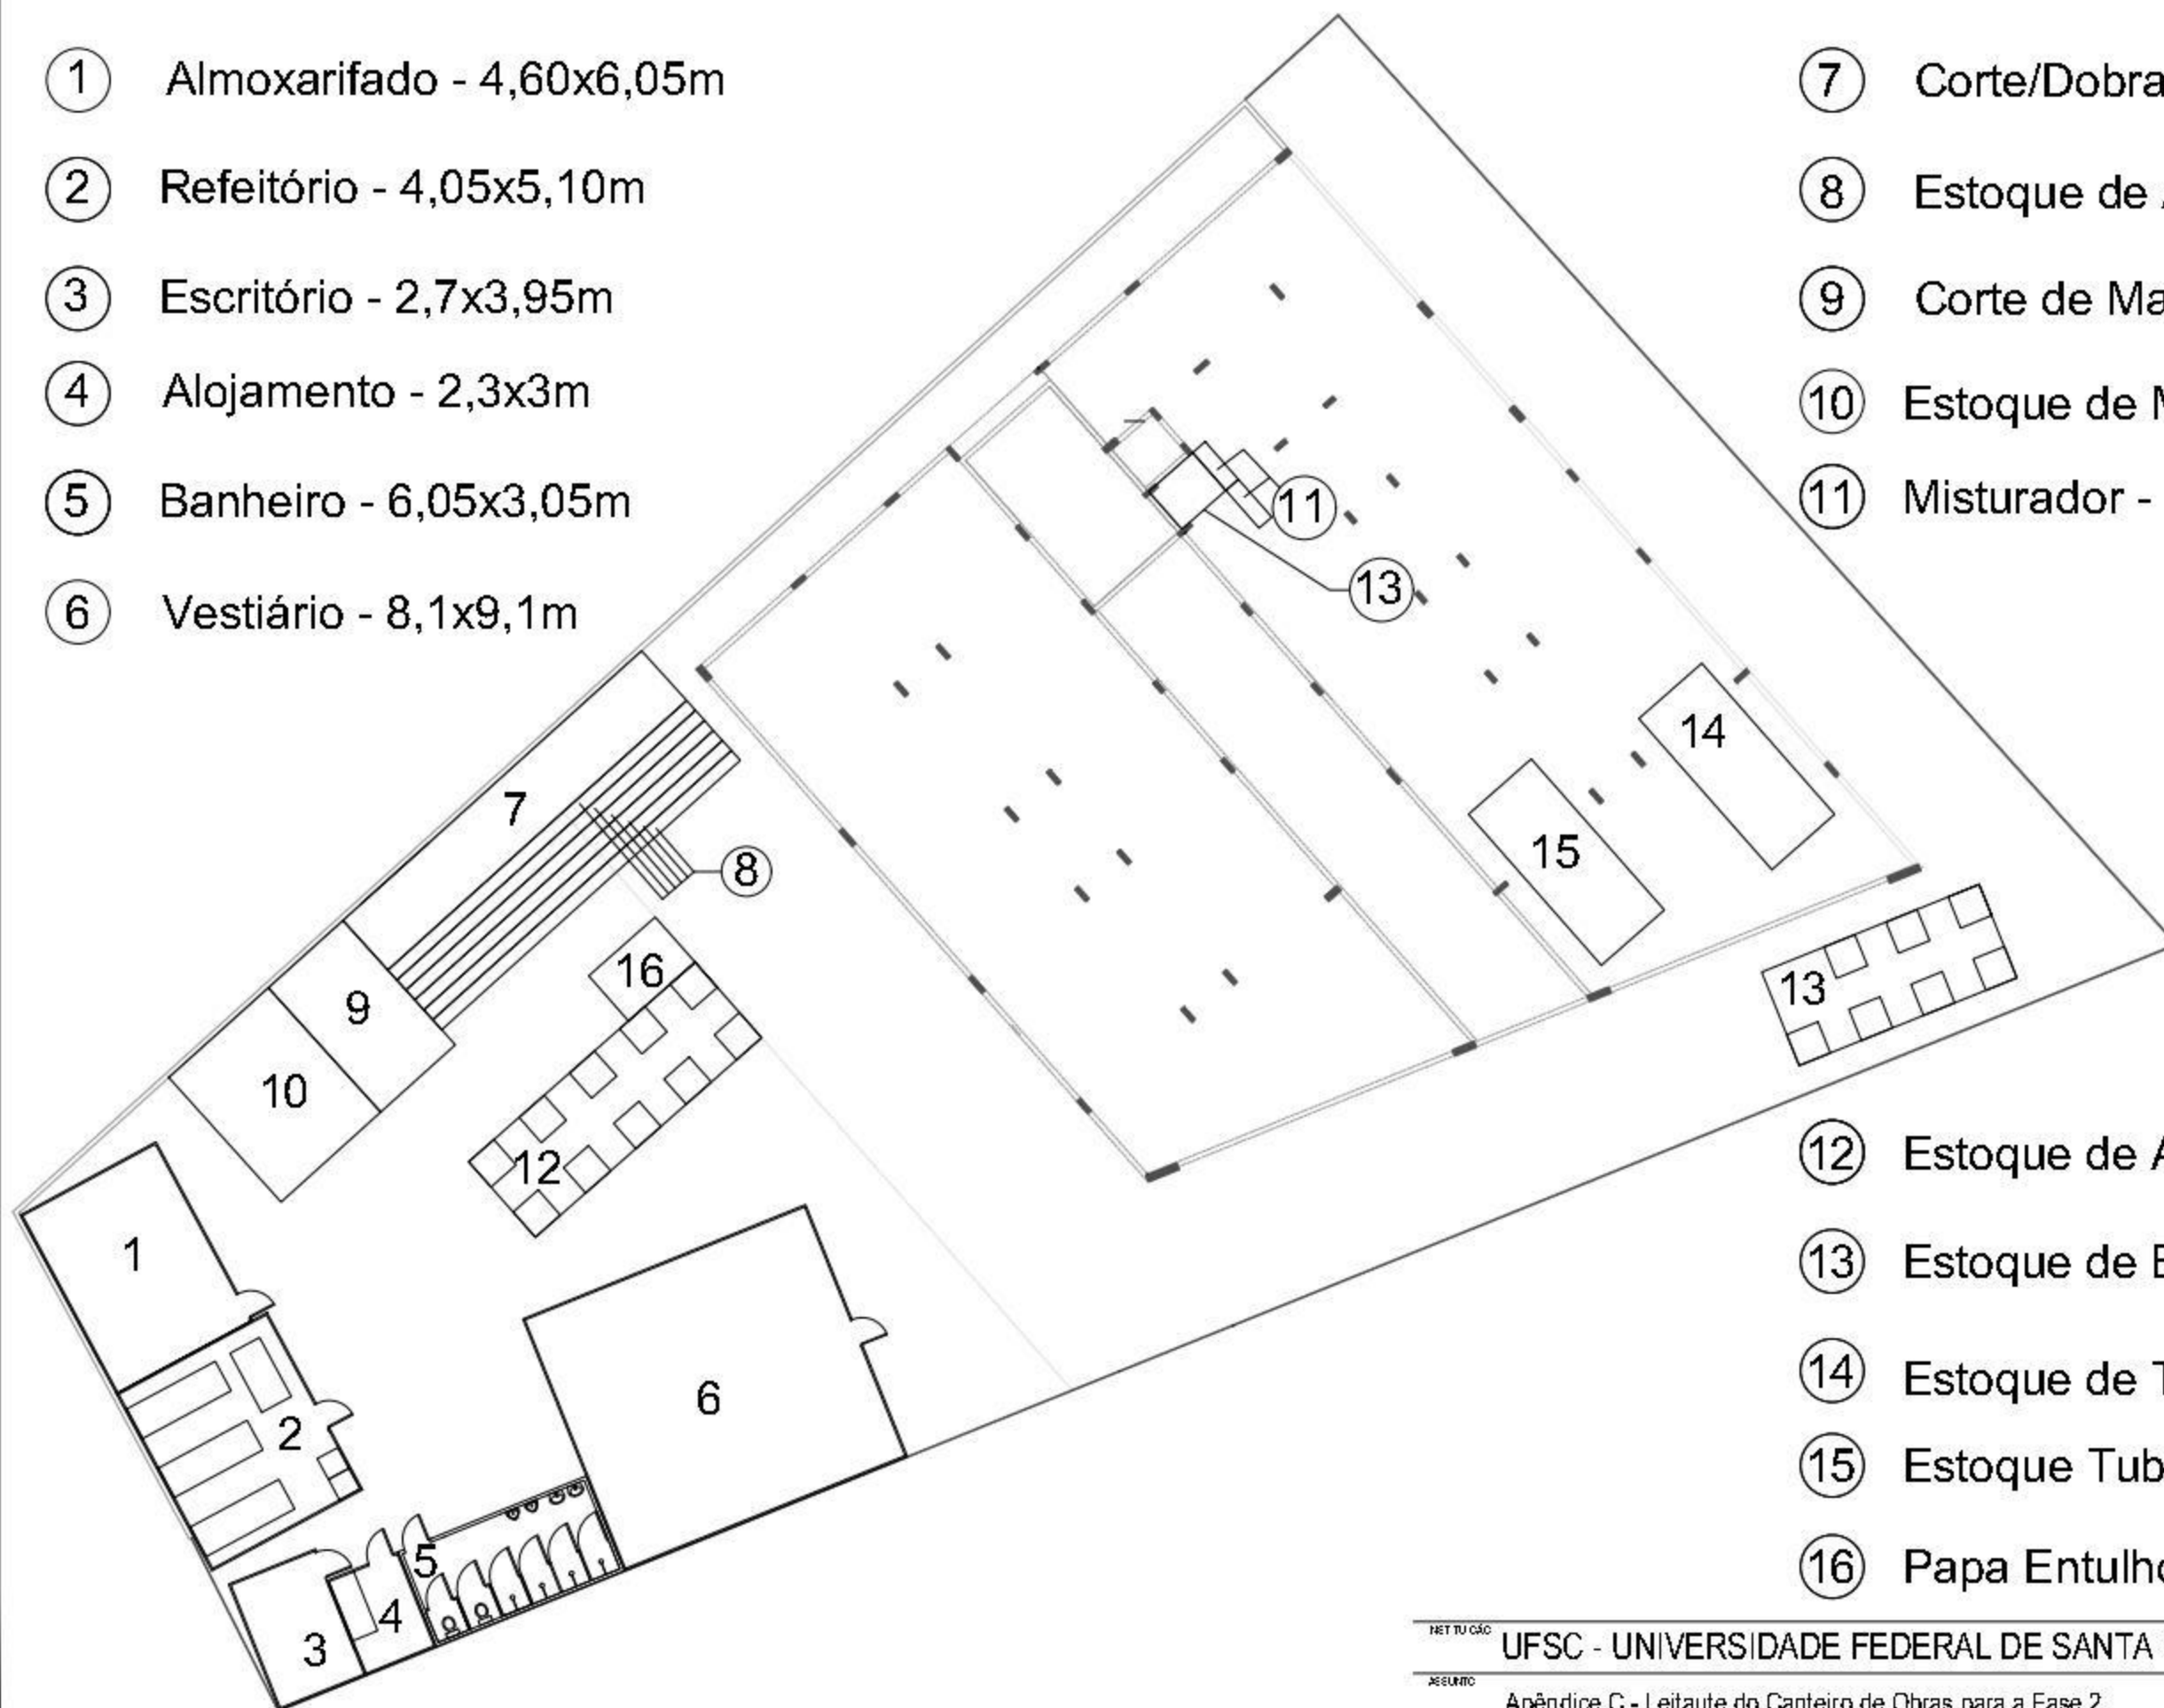 1 Almoxarifado - 4,60x6,05m
2 Refeitório - 4,05x5,10m
3 Escritório - 2,7x3,95m
4 Alojamento - 2,3x3m
5 Banheiro - 6,05x3,05m
6 Vestiário - 8,1x9,1m
7 Corte/Dobra
8 Estoque de
9 Corte de Ma
10 Estoque de
11 Misturador -
11
13
14
15
7
8
16
9
13
10
12
1
6
2
5
4
3
12 Estoque de
13 Estoque de
14 Estoque de
15 Estoque Tub
16 Papa Entulho
UFSC - UNIVERSIDADE FEDERAL DE SANTA
ASSUNTO
Apêndice C - Leitaute do Canteiro de Obras para a Fase 2